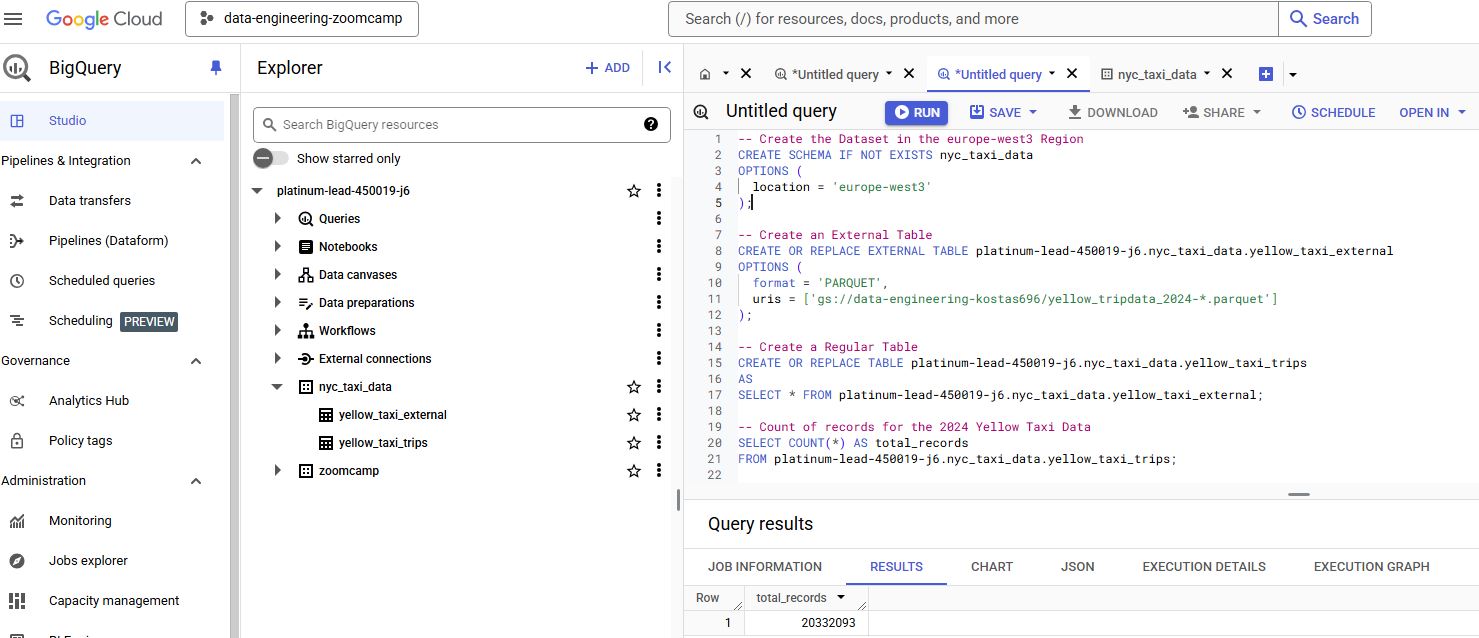 Google Cloud
data-engineering-zoomcamp
Search (/) for resources, docs, products, and more
Search
BigQuery
Studio
Pipelines & Integration
Data transfers
Pipelines (Dataform)
Scheduled queries
Scheduling PREVIEW
Governance
Analytics Hub
Policy tags
Administration
Monitoring
Jobs explorer
Capacity management
Explorer
+ ADD
Search BigQuery resources
Show starred only
platinum-lead-450019-j6
Queries
Notebooks
Data canvases
Data preparations
Workflows
External connections
nyc_taxi_data
yellow_taxi_external
yellow_taxi_trips
zoomcamp
*Untitled query
*Untitled query
nyc_taxi_data
Untitled query
RUN
SAVE
DOWNLOAD
SHARE
SCHEDULE
OPEN IN
1 -- Create the Dataset in the europe-west3 Region
2 CREATE SCHEMA IF NOT EXISTS nyc_taxi_data
3 OPTIONS (
4 location = 'europe-west3'
5 );
6
7 -- Create an External Table
8 CREATE OR REPLACE EXTERNAL TABLE platinum-lead-450019-j6.nyc_taxi_data.yellow_taxi_external
9 OPTIONS (
10 format = 'PARQUET',
11 uris = ['gs://data-engineering-kostas696/yellow_tripdata_2024-*.parquet']
12 );
13
14 -- Create a Regular Table
15 CREATE OR REPLACE TABLE platinum-lead-450019-j6.nyc_taxi_data.yellow_taxi_trips
16 AS
17 SELECT * FROM platinum-lead-450019-j6.nyc_taxi_data.yellow_taxi_external;
18
19 -- Count of records for the 2024 Yellow Taxi Data
20 SELECT COUNT(*) AS total_records
21 FROM platinum-lead-450019-j6.nyc_taxi_data.yellow_taxi_trips;
22
Query results
JOB INFORMATION
RESULTS
CHART
JSON
EXECUTION DETAILS
EXECUTION GRAPH
Row total_records
1 20332093